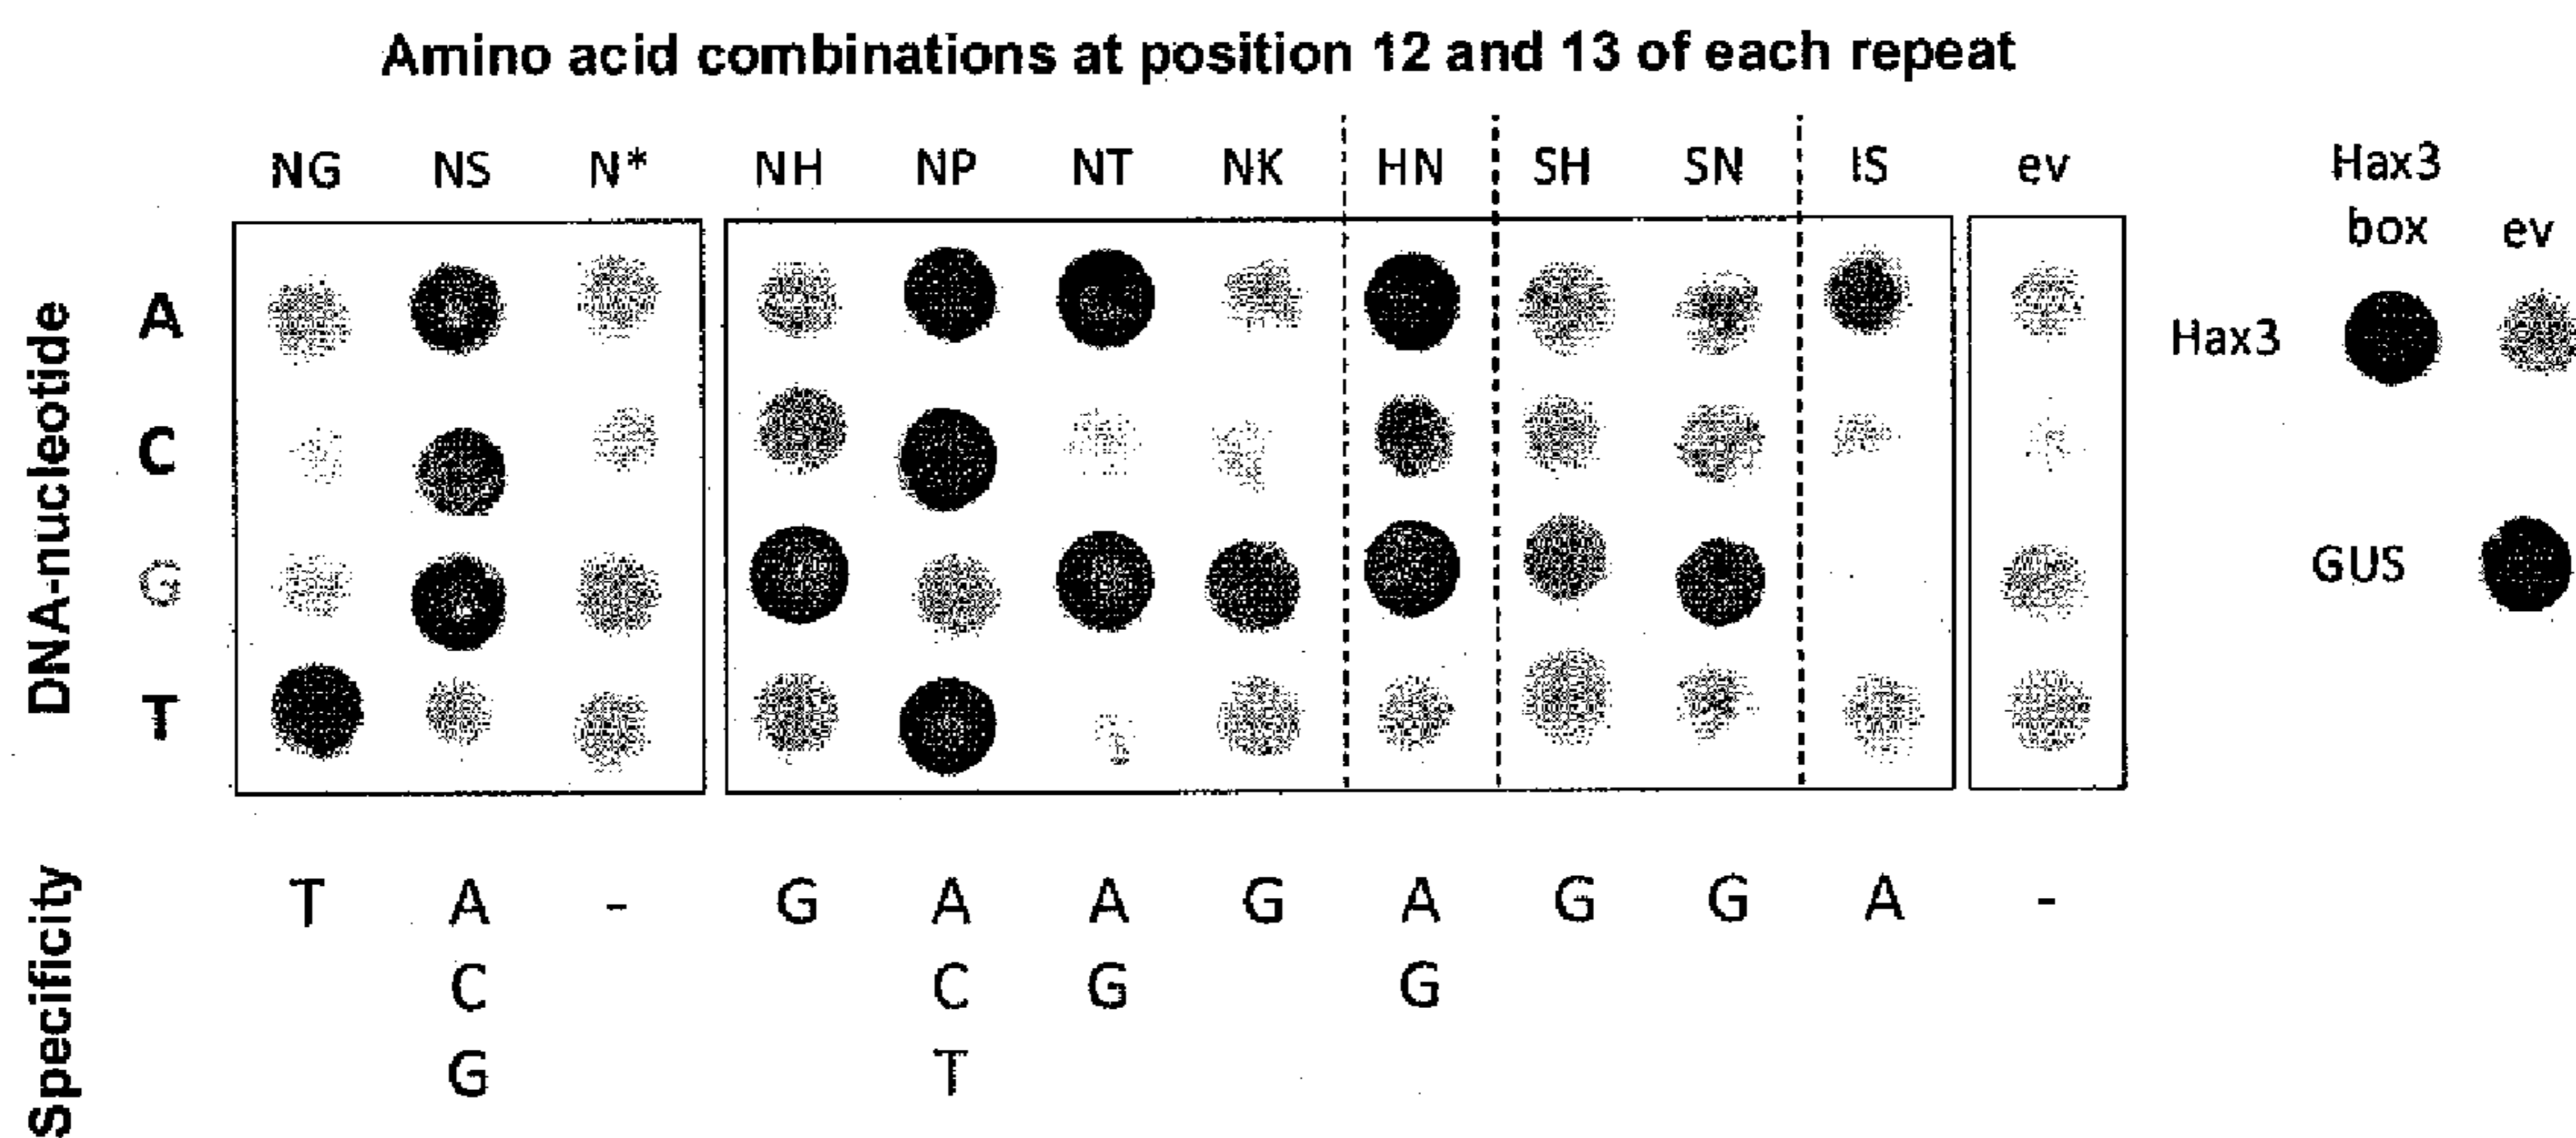 Amino acid combinations at position 12 and 13 of each repeat
NG NS N* NH NP NT NK HN SH SN IS ev
Hax3
box ev
DNA-nucleotide
A
C
G
T
Hax3
GUS
Specificity
T A - G A A G A G G A -
C C G G
G T